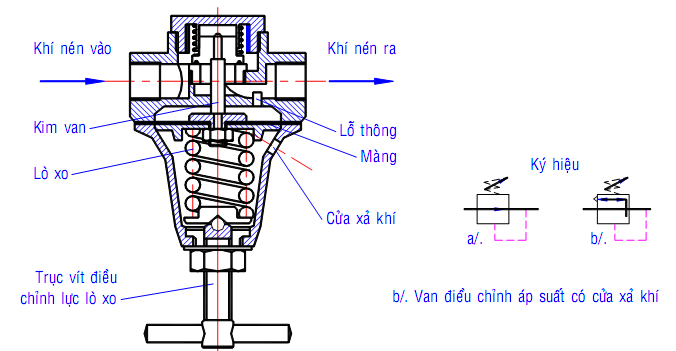 Khí nén vào
Khí nén ra
Kim van
Lỗ thông
Màng
Lò xo
Ký hiệu
Cửa xả khí
a/.
b/.
Trục vít điều
chỉnh lực lò xo
b/. Van điều chỉnh áp suất có cửa xả khí